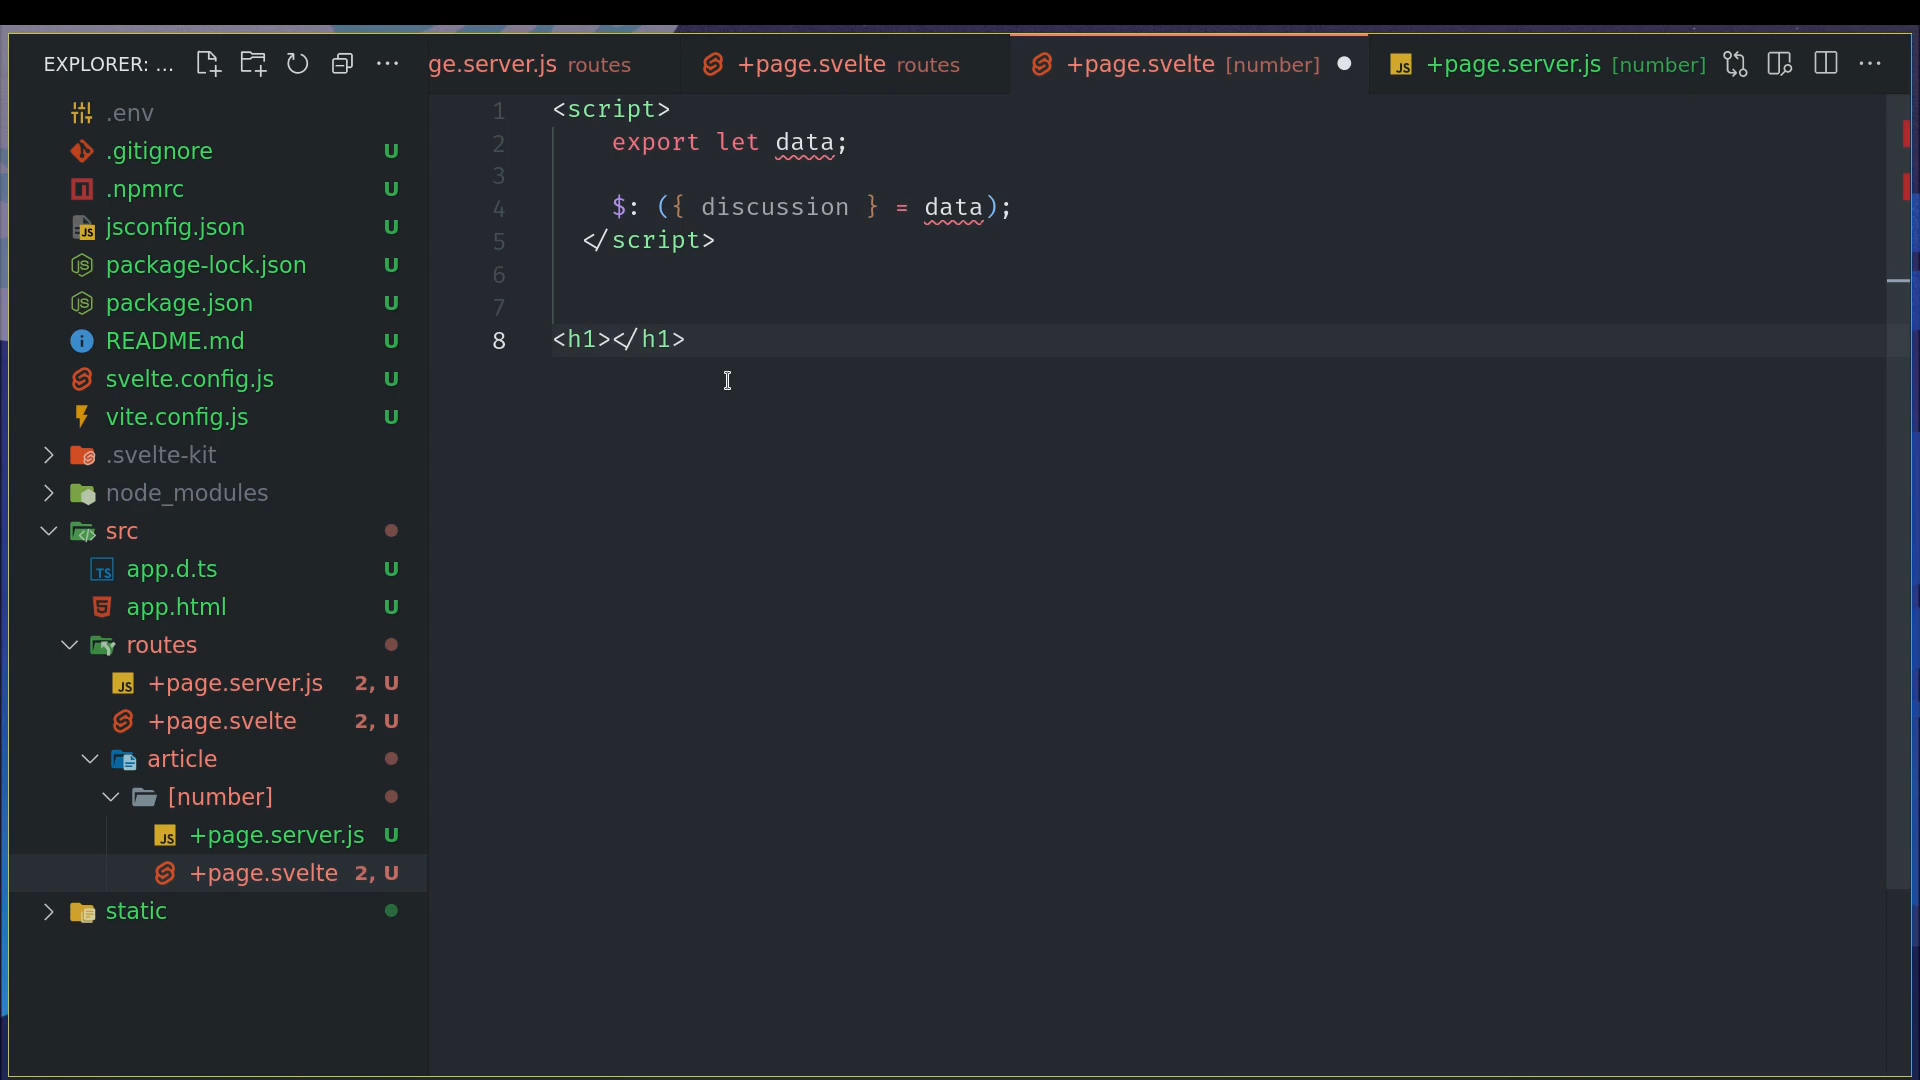 EXPLORER: ...
.env
.gitignore U
.npmrc U
jsconfig.json U
package-lock.json U
package.json U
README.md U
svelte.config.js U
vite.config.js U
.svelte-kit
node_modules
src
app.d.ts U
app.html U
routes
+page.server.js 2, U
+page.svelte 2, U
article
[number]
+page.server.js U
+page.svelte 2, U
static
ge.server.js routes
+page.svelte routes
+page.svelte [number]
+page.server.js [number]
1 <script>
2 export let data;
3
4 $: ({ discussion } = data);
5 </script>
6
7
8 <h1></h1>